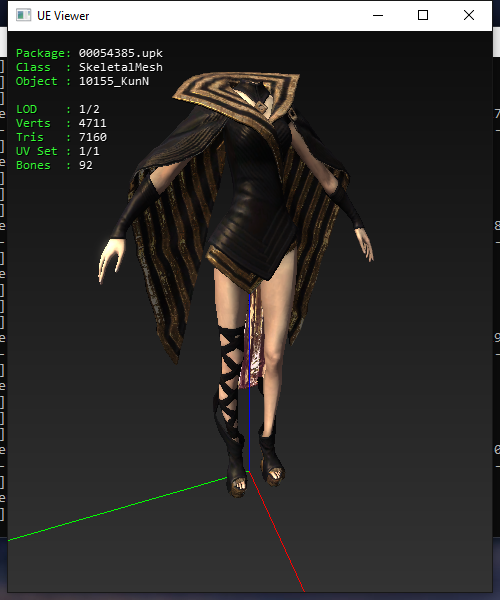 UE Viewer
Package: 00054385.upk
Class : SkeletalMesh
Object : 10155_KunN
LOD : 1/2
Verts : 4711
Tris : 7160
UV Set : 1/1
Bones : 92